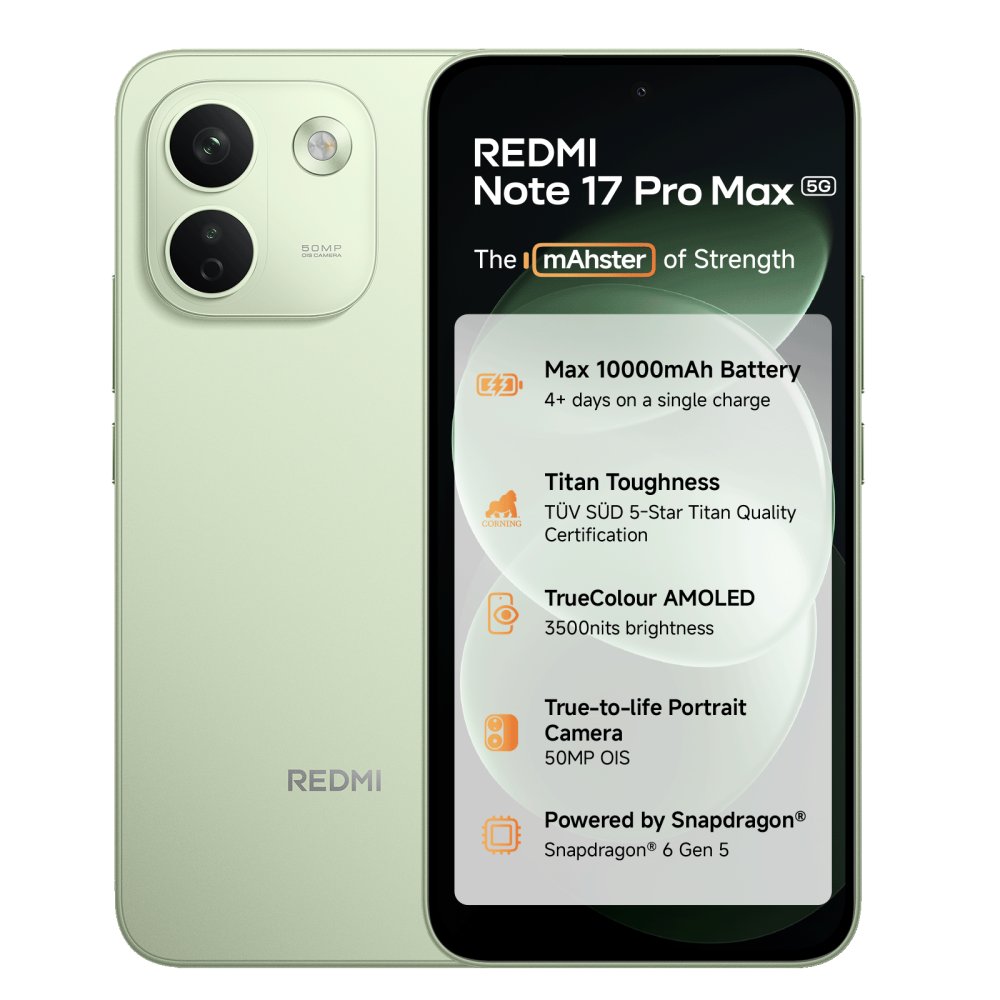 50MP
OIS CAMERA
REDMI
REDMI
Note 17 Pro Max 5G
The mAhster of Strength
Max 10000mAh Battery
4+ days on a single charge
Titan Toughness
TÜV SÜD 5-Star Titan Quality
Certification
CORNING
TrueColour AMOLED
3500nits brightness
True-to-life Portrait
Camera
50MP OIS
Powered by Snapdragon®
Snapdragon® 6 Gen 5